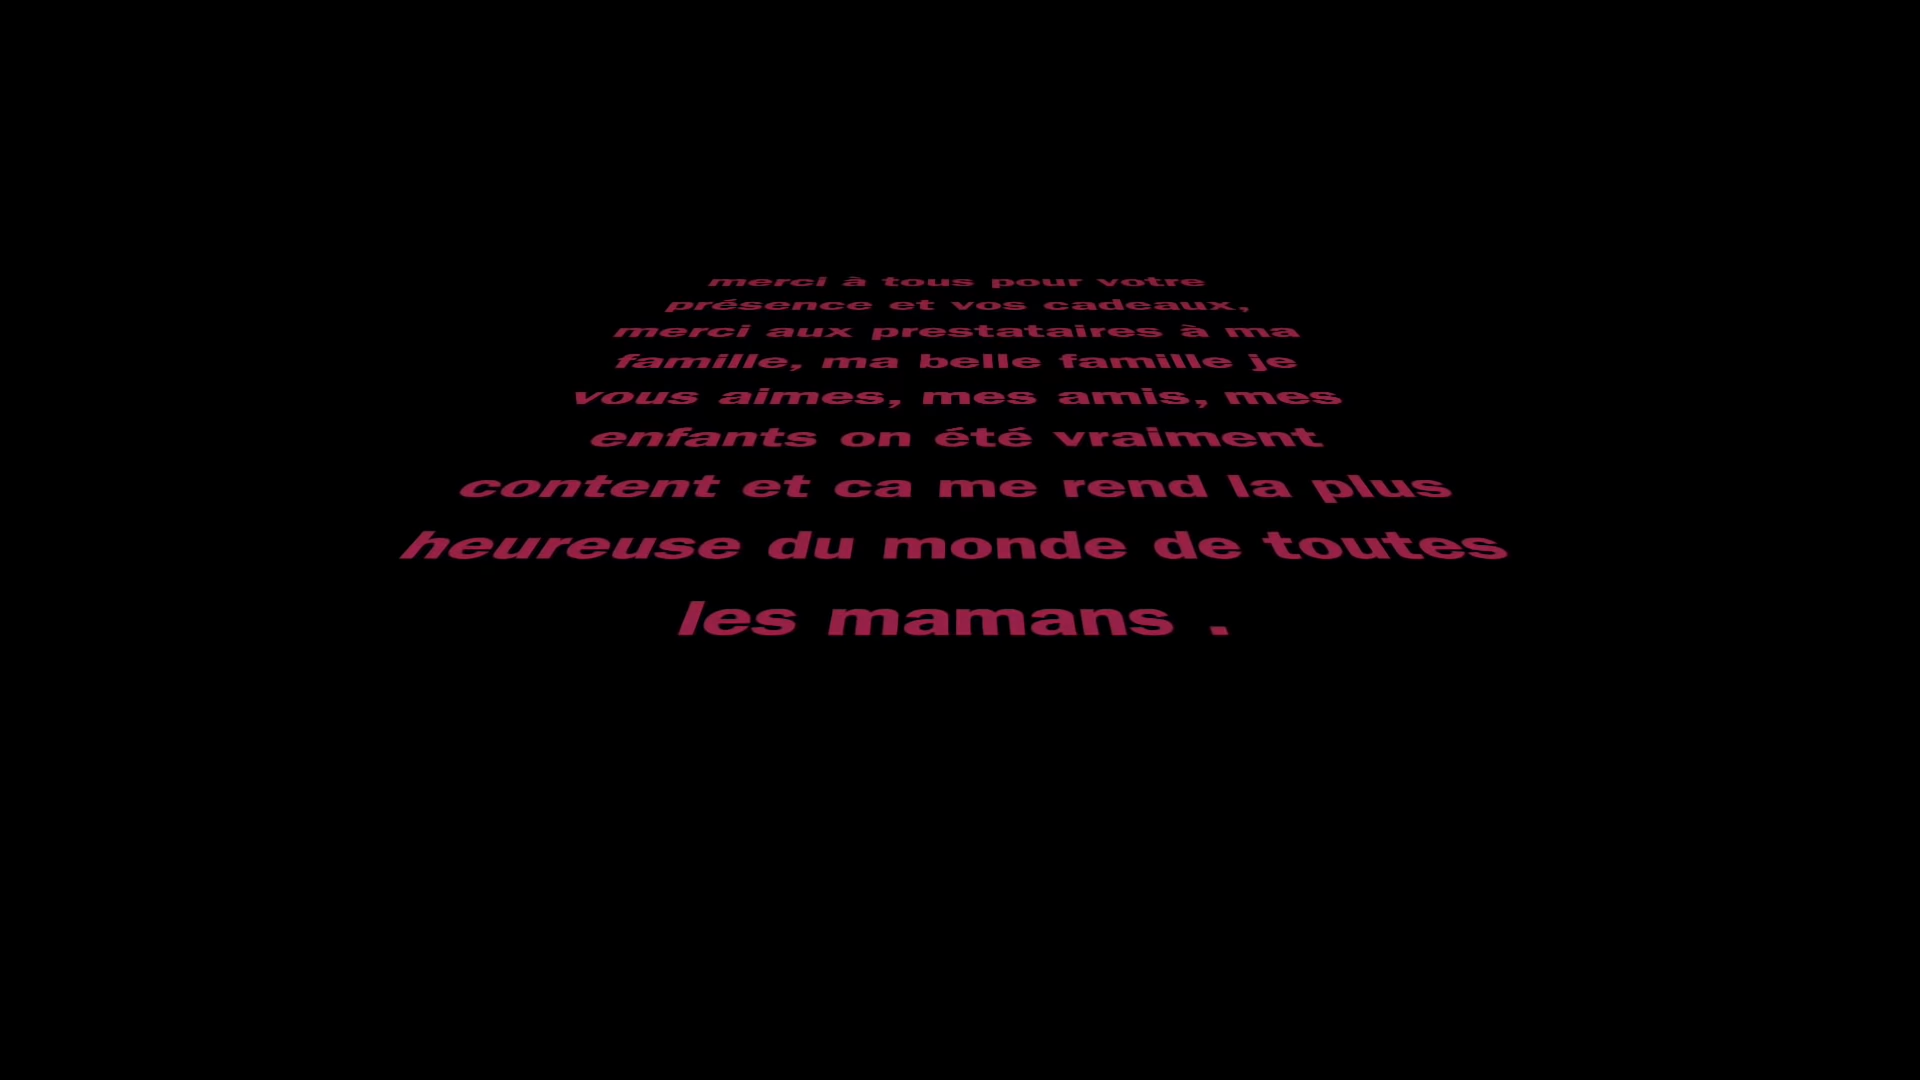 merci à tous pour votre
présence et vos cadeaux,
merci aux prestataires à ma
famille, ma belle famille je
vous aimes, mes amis, mes
enfants on été vraiment
content et ca me rend la plus
heureuse du monde de toutes
les mamans .